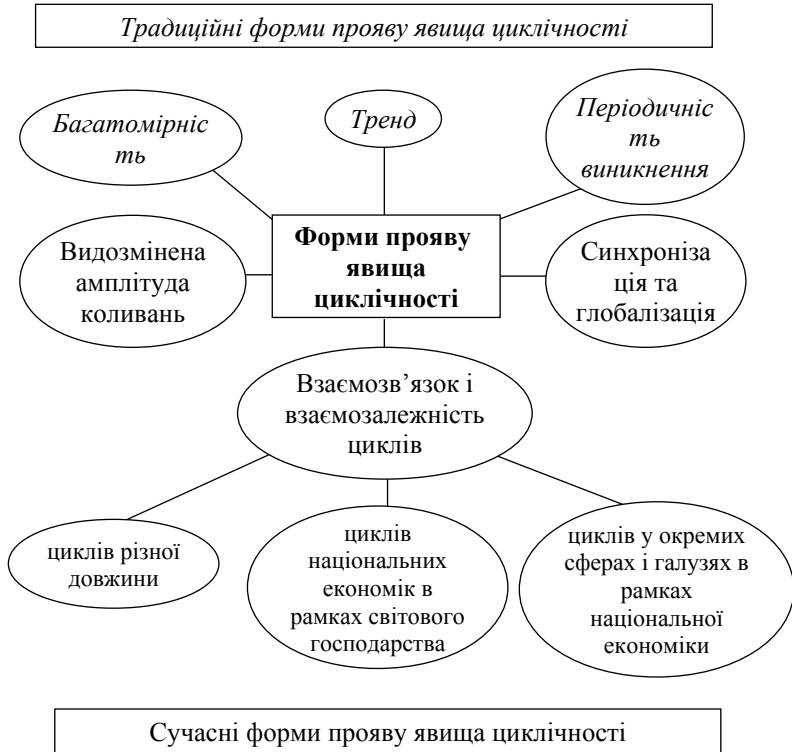 Традиційні форми прояву явища циклічності
Багатомірніс
ть
Тренд
Періодичніс
ть
виникнення
Видозмінена
амплітуда
коливань
Форми прояву
явища
циклічності
Синхроніза
ція та
глобалізація
Взаємозв’язок і
взаємозалежність
циклів
циклів різної
довжини
циклів
національних
економік в
рамках світового
господарства
циклів у окремих
сферах і галузях в
рамках
національної
економіки
Сучасні форми прояву явища циклічності